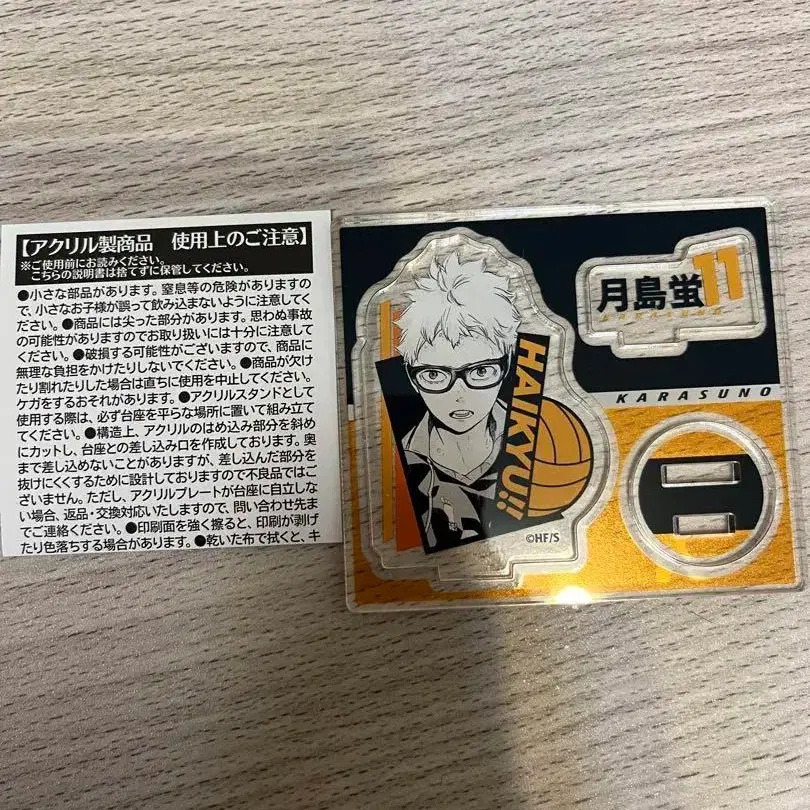 【アクリル製商品　使用上のご注意】
※ご使用前にお読みください。
こちらの説明書は捨てずに保管してください。
●小さな部品があります。窒息等の危険がありますの
で、小さなお子様が誤って飲み込まないように注意してく
ださい。●商品には尖った部分があります。思わぬ事故
の可能性がありますのでお取り扱いには十分に注意して
ください。●破損する可能性がございますので、商品に
無理な負担をかけたりしないでください。●商品が欠け
たり割れたりした場合は直ちに使用を中止してください。
ケガをするおそれがあります。●アクリルスタンドとして
使用する際は、必ず台座を平らな場所に置いて組み立て
てください。●構造上、アクリルのはめ込み部分を斜め
にカットし、台座との差し込み口を作成しております。奥
まで差し込めないことがありますが、差し込んだ部分を
抜けにくくするために設計しておりますので不良品ではご
ざいません。ただし、アクリルプレートが台座に自立しな
い場合、返品・交換対応いたしますので、問い合わせ先ま
でご連絡ください。●印刷面を強く擦ると、印刷が剥げ
たり色落ちする場合があります。●乾いた布で拭くと、キ
HAIKYU!!
©HF/S
月島蛍11
KARASUNO